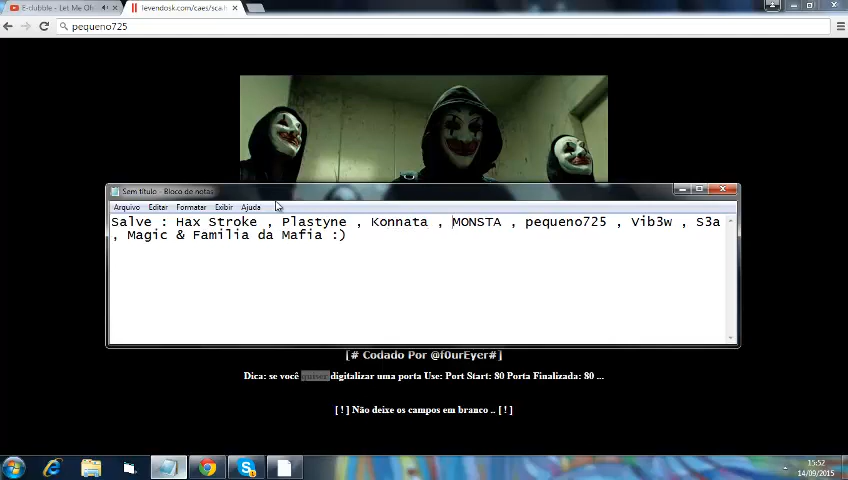 E-dubble - Let Me Oh
levendosk.com/caes/sca.h
pequeno725
Sem título - Bloco de notas
Arquivo Editar Formatar Exibir Ajuda
Salve : Hax Stroke , Plastyne , Konnata , MONSTA , pequeno725 , Vib3w , S3a
, Magic & Familia da Mafia :)
[# Codado Por @f0urEyer#]
Dica: se você quiser digitalizar uma porta Use: Port Start: 80 Porta Finalizada: 80 ...
[ ! ] Não deixe os campos em branco .. [ ! ]
15:52
14/09/2015